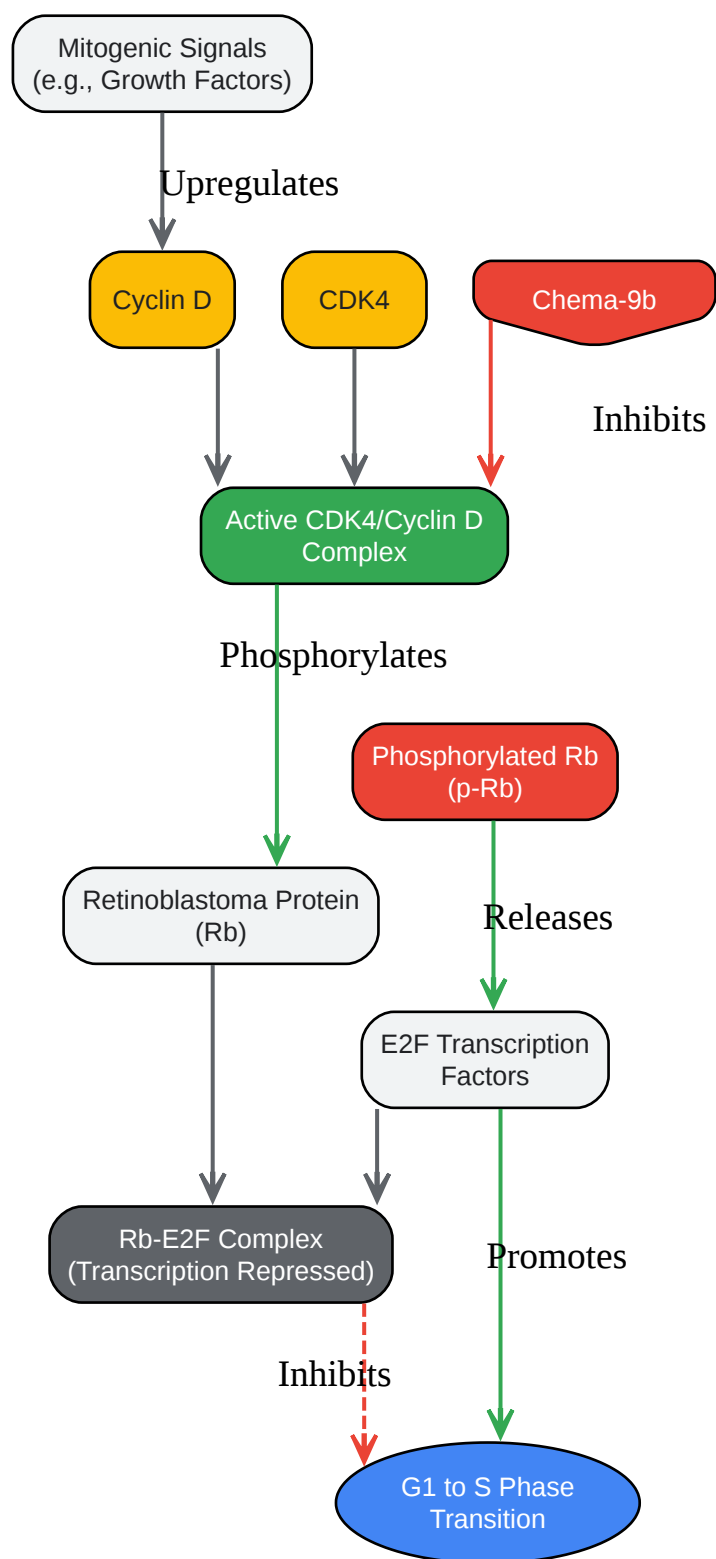 Mitogenic Signals
(e.g., Growth Factors)
Upregulates
Cyclin D
CDK4
Chema-9b
Inhibits
Active CDK4/Cyclin D
Complex
Phosphorylates
Phosphorylated Rb
(p-Rb)
Retinoblastoma Protein
(Rb)
Releases
E2F Transcription
Factors
Rb-E2F Complex
(Transcription Repressed)
Promotes
Inhibits
G1 to S Phase
Transition